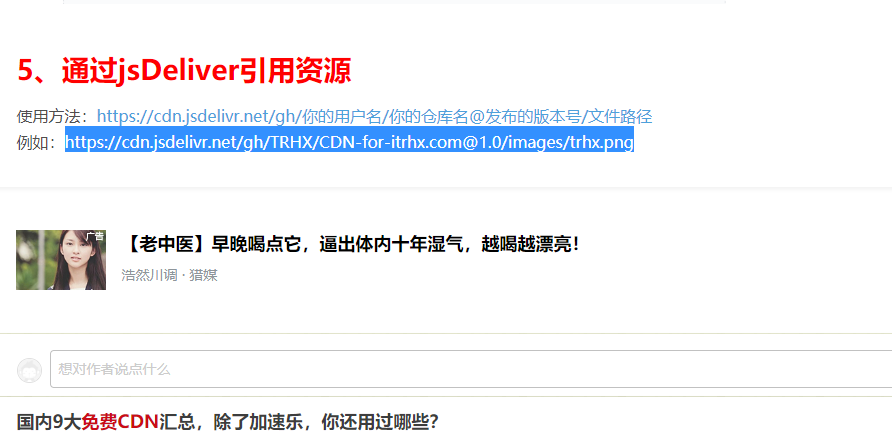 5、通过jsDeliver引用资源
使用方法：https://cdn.jsdelivr.net/gh/你的用户名/你的仓库名@发布的版本号/文件路径
例如：https://cdn.jsdelivr.net/gh/TRHX/CDN-for-itrhx.com@1.0/images/trhx.png
广告
【老中医】早晚喝点它，逼出体内十年湿气，越喝越漂亮！
浩然川调 · 猎媒
想对作者说点什么
国内9大免费CDN汇总，除了加速乐，你还用过哪些？